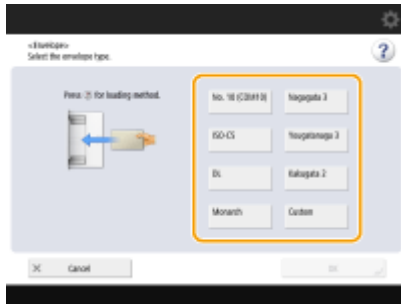 <Envelope>
Select the envelope type.
Press ? for loading method.
No. 10 (COM10)
Nagagata 3
ISO-C5
Yougatanaga 3
DL
Kakugata 2
Monarch
Custom
Cancel
OK